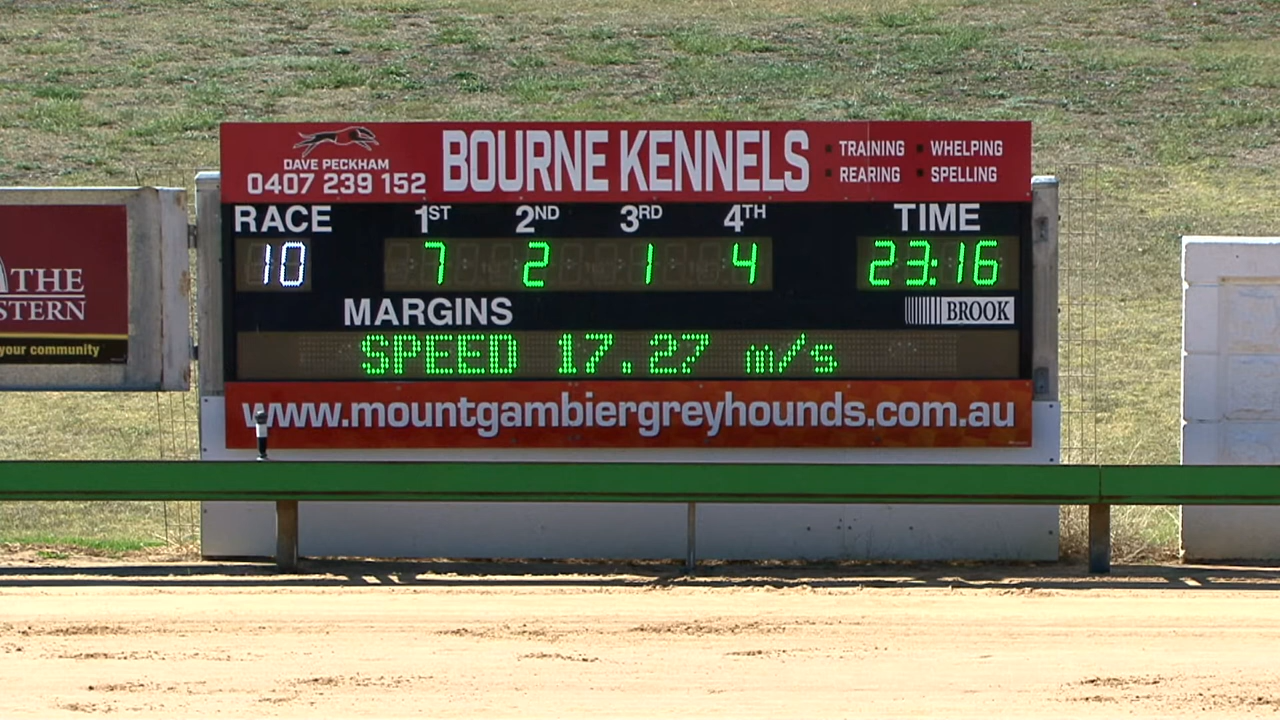 DAVE PECKHAM
0407 239 152
BOURNE KENNELS
TRAINING
WHELPING
REARING
SPELLING
RACE 1ST 2ND 3RD 4TH TIME
10 7 2 1 4 23:16
MARGINS
BROOK
SPEED 17.27 m/s
www.mountgambiergreyhounds.com.au
THE
STERN
your community